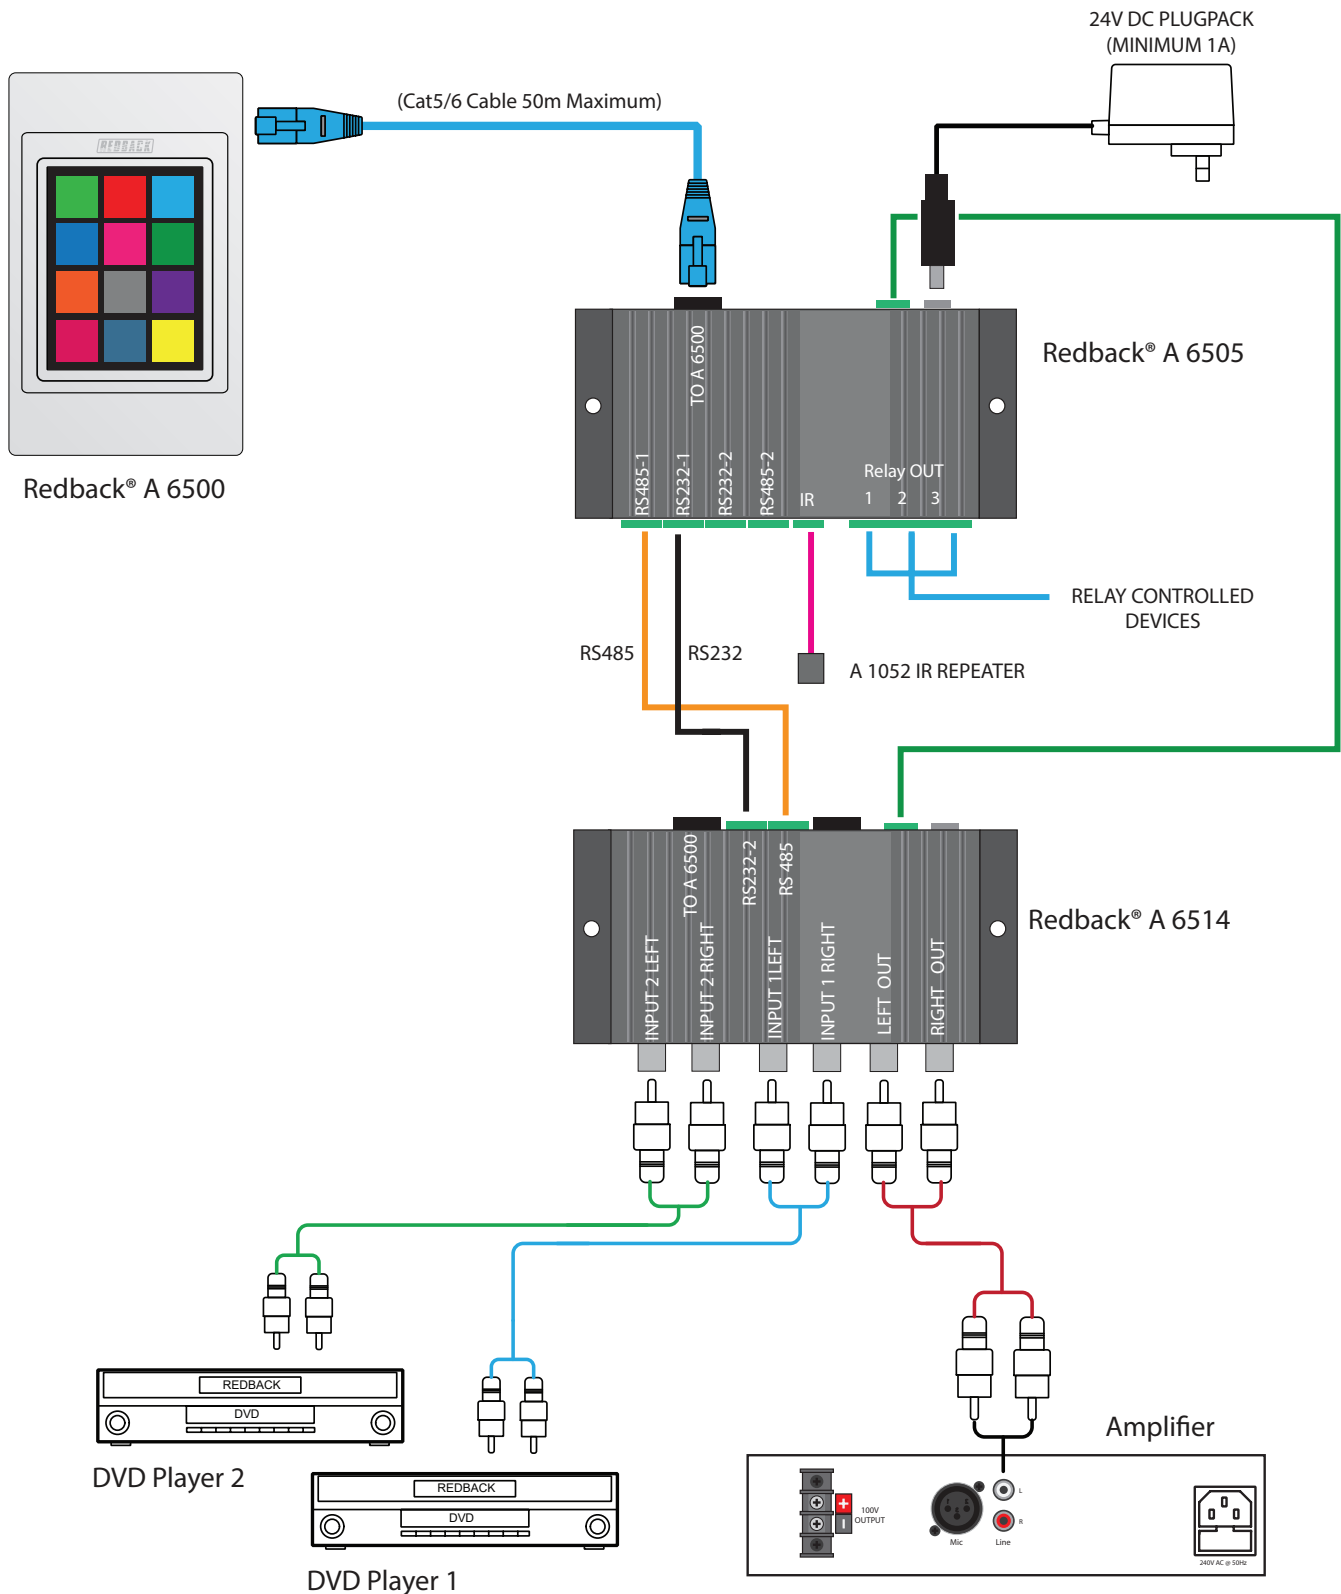 24V DC PLUGPACK
(MINIMUM 1A)
(Cat5/6 Cable 50m Maximum)
REDBACK
Redback® A 6500
TO A 6500
Redback® A 6505
RS485-1
RS232-1
RS232-2
RS485-2
IR
Relay OUT
1 2 3
RELAY CONTROLLED
DEVICES
RS485
RS232
A 1052 IR REPEATER
TO A 6500
RS232-2
RS 485
Redback® A 6514
INPUT 2 LEFT
INPUT 2 RIGHT
INPUT 1LEFT
INPUT 1 RIGHT
LEFT OUT
RIGHT OUT
REDBACK
DVD
DVD Player 2
REDBACK
DVD
DVD Player 1
Amplifier
+
-
100V
OUTPUT
Mic
L
R
Line
240V AC @ 50Hz